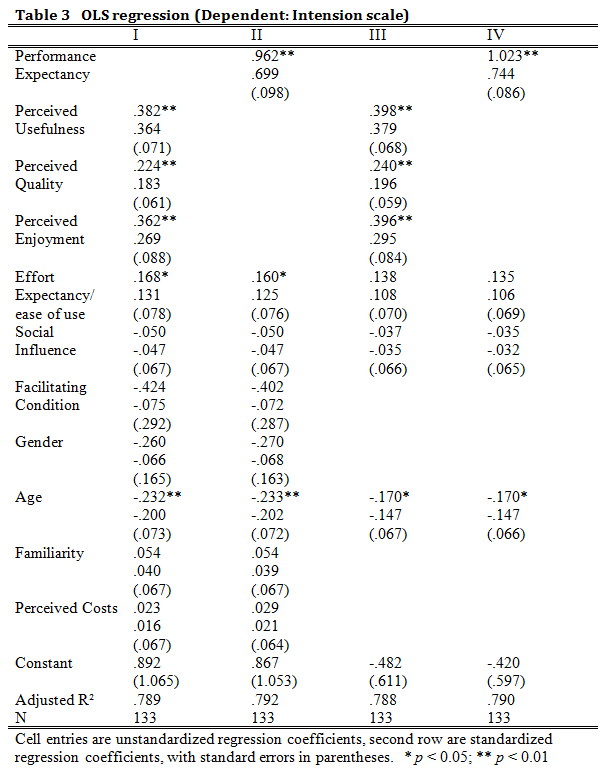 Table 3 OLS regression (Dependent: Intension scale)
I II III IV
Performance .962** 1.023**
Expectancy .699 .744
(.098) (.086)
Perceived .382** .398**
Usefulness .364 .379
(.071) (.068)
Perceived .224** .240**
Quality .183 .196
(.061) (.059)
Perceived .362** .396**
Enjoyment .269 .295
(.088) (.084)
Effort .168* .160* .138 .135
Expectancy/ .131 .125 .108 .106
ease of use (.078) (.076) (.070) (.069)
Social -.050 -.050 -.037 -.035
Influence -.047 -.047 -.035 -.032
(.067) (.067) (.066) (.065)
Facilitating -.424 -.402
Condition -.075 -.072
(.292) (.287)
Gender -.260 -.270
-.066 -.068
(.165) (.163)
Age -.232** -.233** -.170* -.170*
-.200 -.202 -.147 -.147
(.073) (.072) (.067) (.066)
Familiarity .054 .054
.040 .039
(.067) (.067)
Perceived Costs .023 .029
.016 .021
(.067) (.064)
Constant .892 .867 -.482 -.420
(1.065) (1.053) (.611) (.597)
Adjusted R² .789 .792 .788 .790
N 133 133 133 133
Cell entries are unstandardized regression coefficients, second row are standardized
regression coefficients, with standard errors in parentheses. * p < 0.05; ** p < 0.01